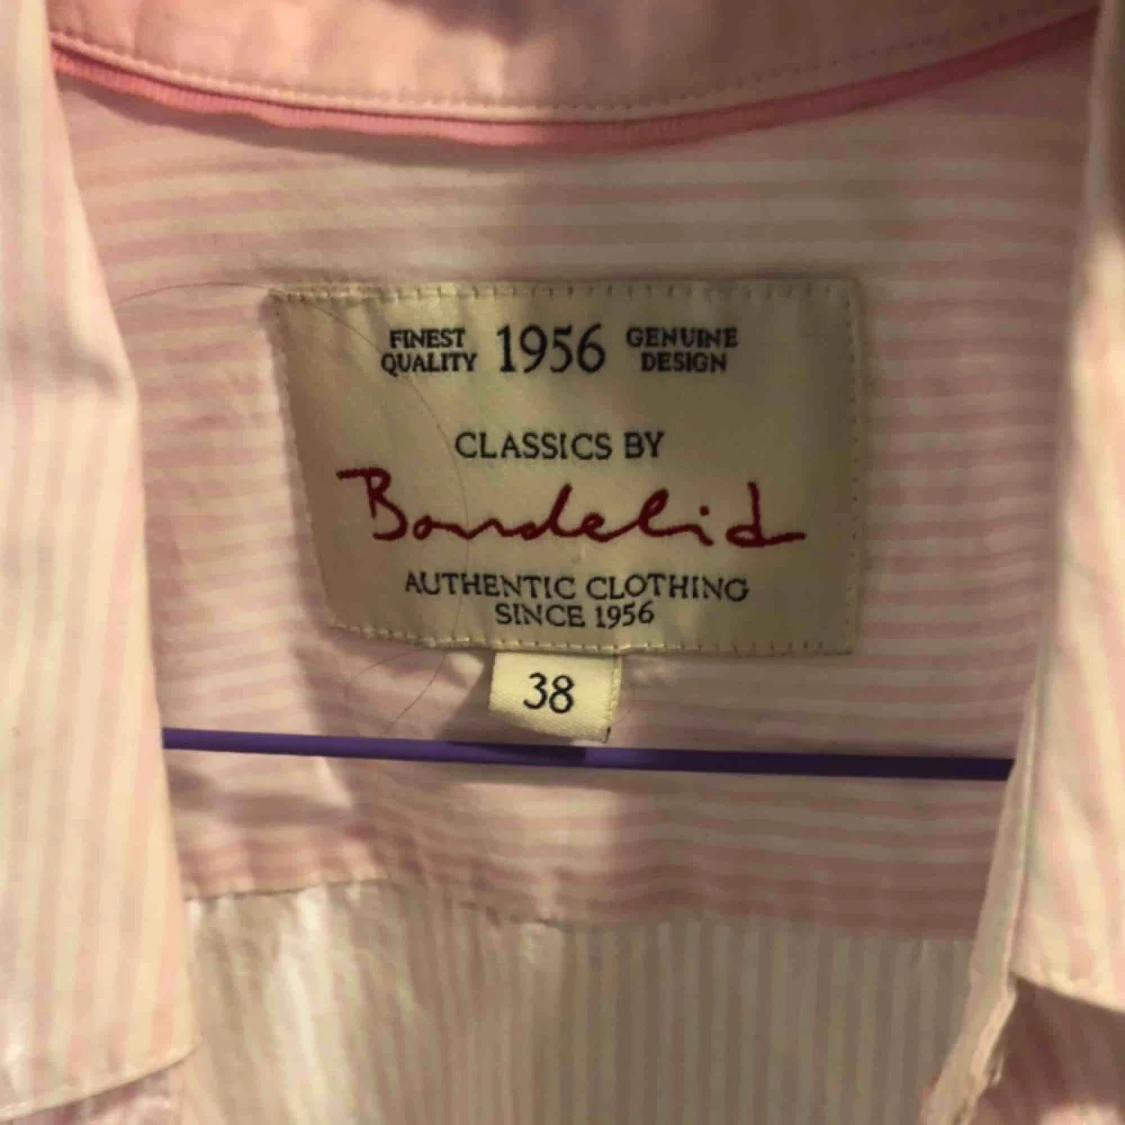 FINEST QUALITY 1956 GENUINE DESIGN
CLASSICS BY
Bondelid
AUTHENTIC CLOTHING
SINCE 1956
38